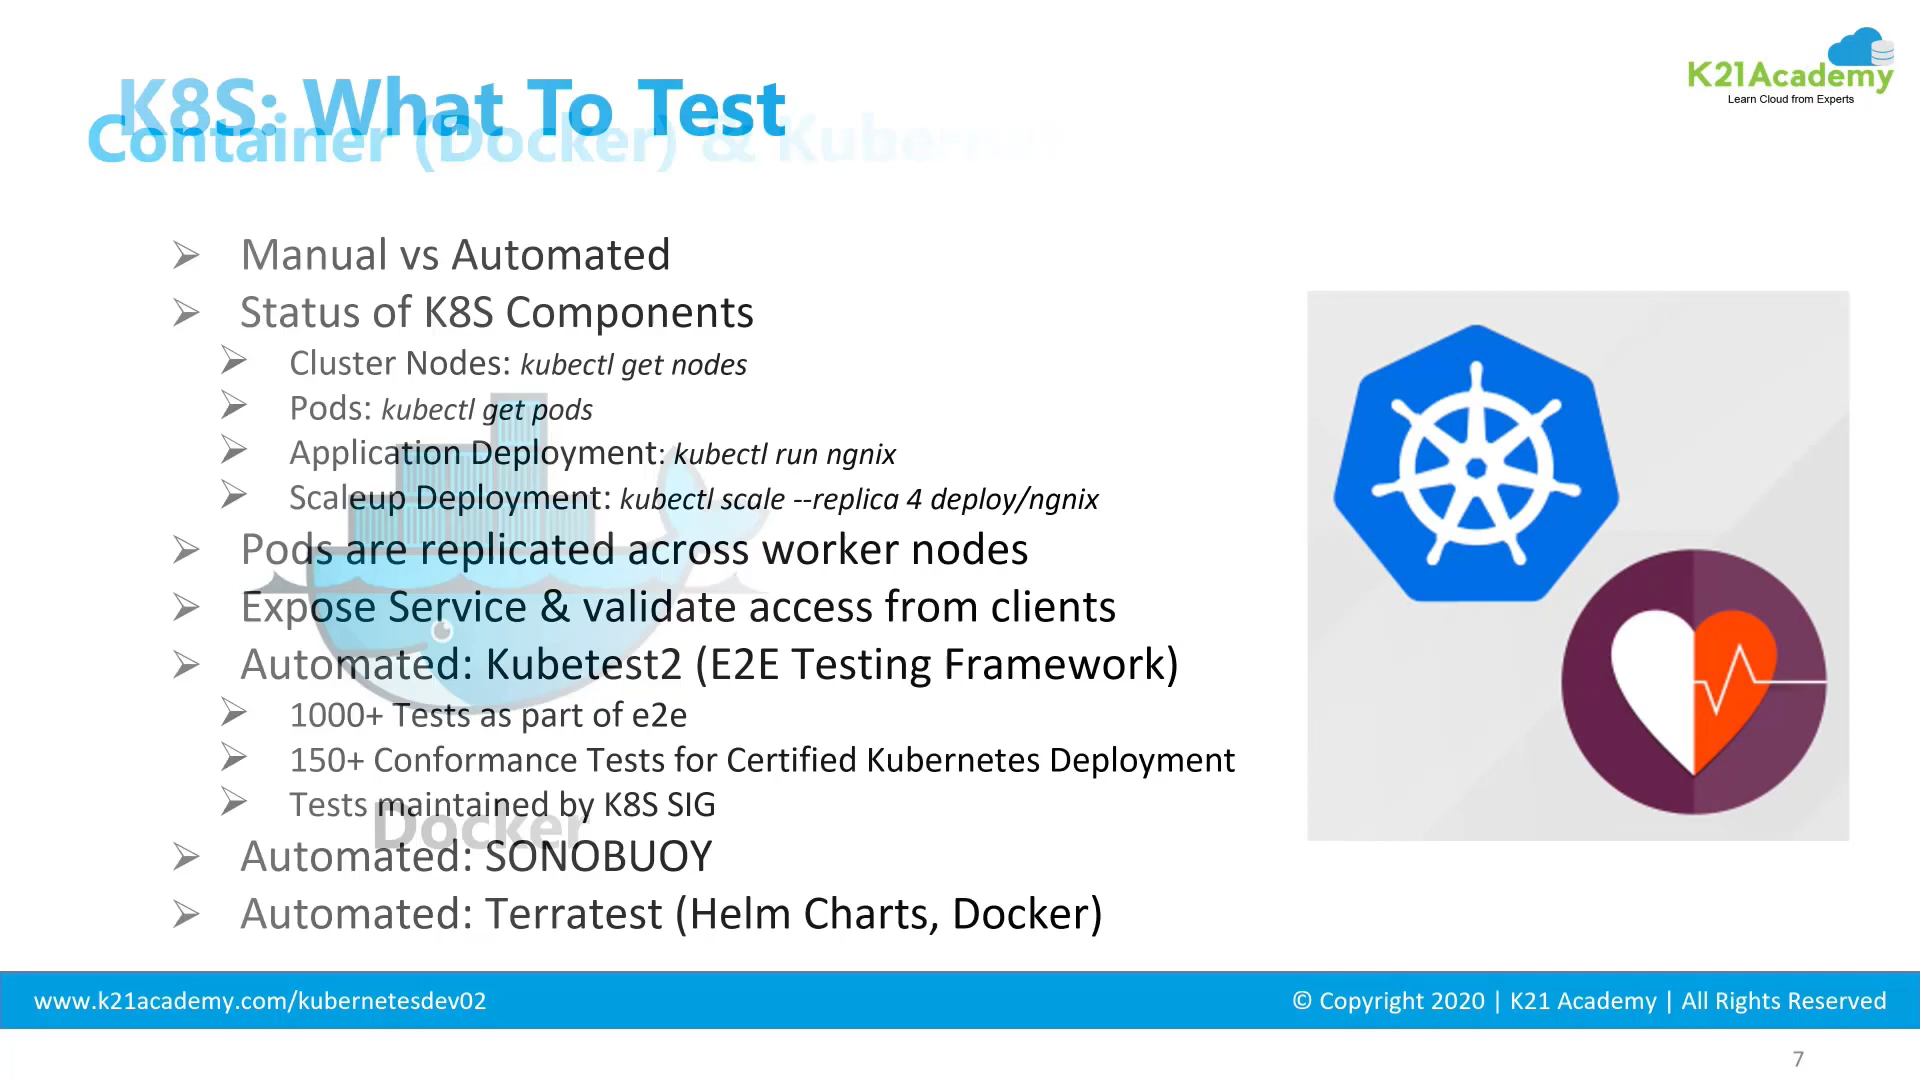 K21Academy
Learn Cloud from Experts
K8S: What To Test
Container (Docker) & Kubernet
➢ Manual vs Automated
➢ Status of K8S Components
➢ Cluster Nodes: kubectl get nodes
➢ Pods: kubectl get pods
➢ Application Deployment: kubectl run ngnix
➢ Scaleup Deployment: kubectl scale --replica 4 deploy/ngnix
➢ Pods are replicated across worker nodes
➢ Expose Service & validate access from clients
➢ Automated: Kubetest2 (E2E Testing Framework)
➢ 1000+ Tests as part of e2e
➢ 150+ Conformance Tests for Certified Kubernetes Deployment
➢ Tests maintained by K8S SIG
Docker
➢ Automated: SONOBUOY
➢ Automated: Terratest (Helm Charts, Docker)
www.k21academy.com/kubernetesdev02
© Copyright 2020 | K21 Academy | All Rights Reserved
7